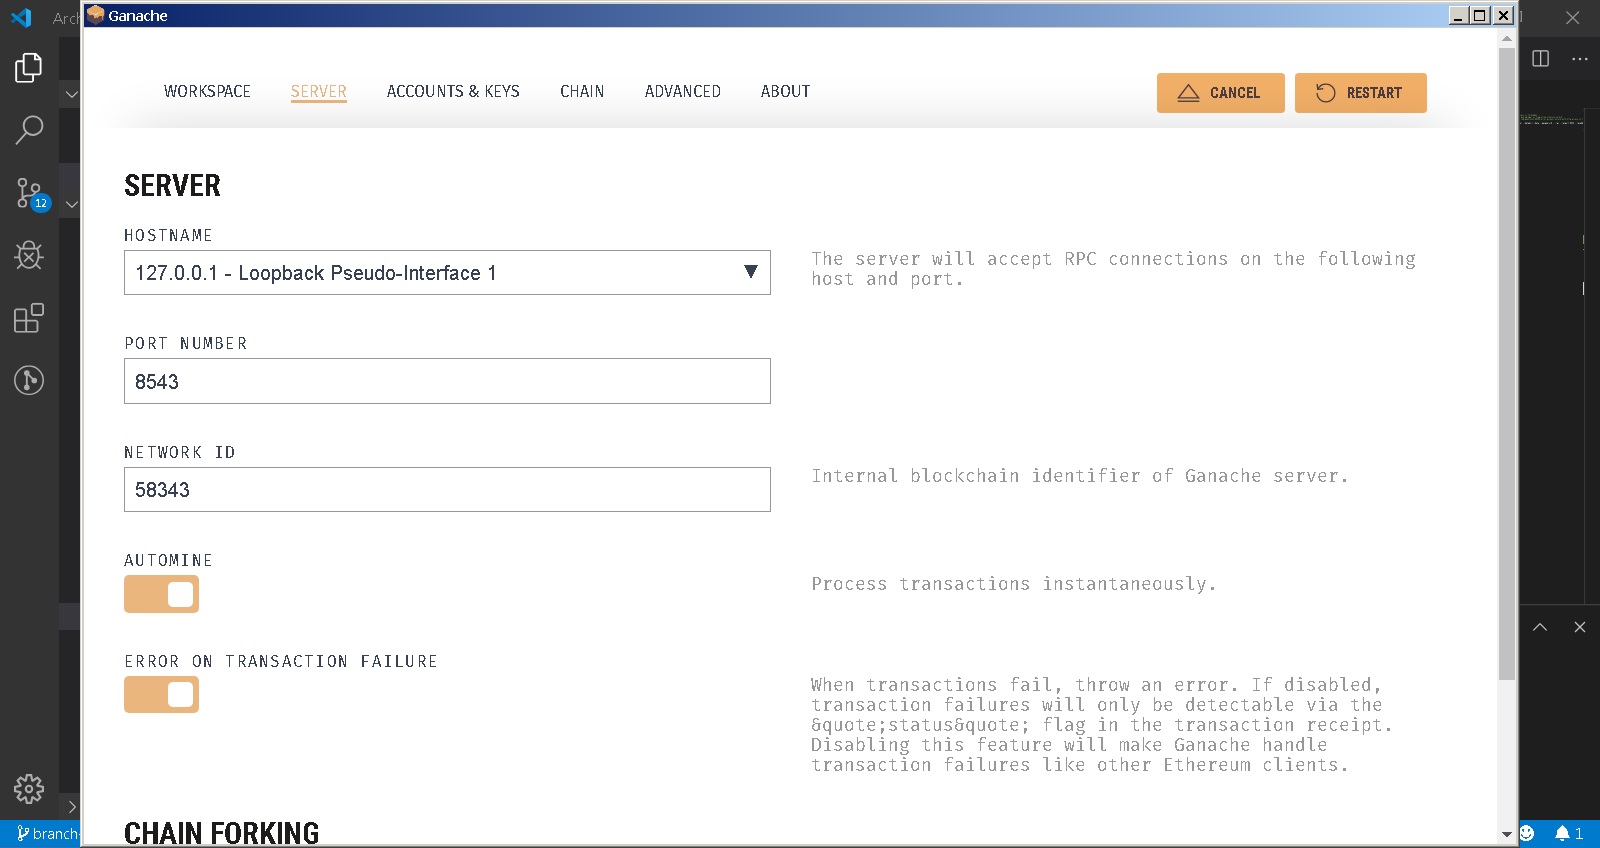 Arch
Ganache
WORKSPACE SERVER ACCOUNTS & KEYS CHAIN ADVANCED ABOUT CANCEL RESTART
SERVER
HOSTNAME
127.0.0.1 - Loopback Pseudo-Interface 1
The server will accept RPC connections on the following
host and port.
PORT NUMBER
8543
NETWORK ID
58343
Internal blockchain identifier of Ganache server.
AUTOMINE
Process transactions instantaneously.
ERROR ON TRANSACTION FAILURE
When transactions fail, throw an error. If disabled,
transaction failures will only be detectable via the
&quote;status&quote; flag in the transaction receipt.
Disabling this feature will make Ganache handle
transaction failures like other Ethereum clients.
CHAIN FORKING
12
branch-
1